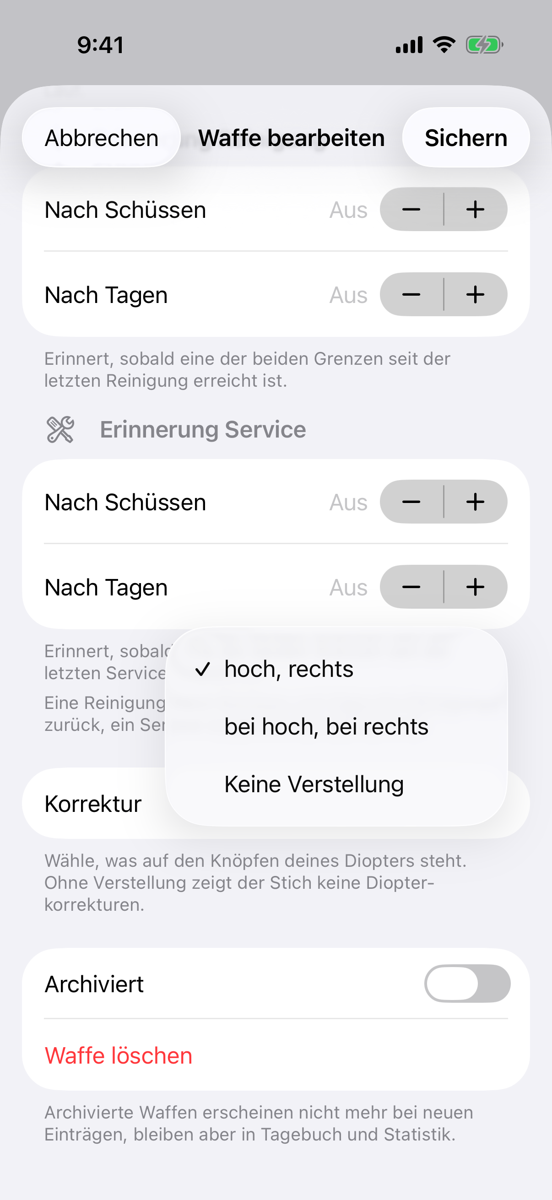 9:41
Abbrechen
Waffe bearbeiten
Sichern
Nach Schüssen Aus
Nach Tagen Aus
Erinnert, sobald eine der beiden Grenzen seit der
letzten Reinigung erreicht ist.
Erinnerung Service
Nach Schüssen Aus
Nach Tagen Aus
Erinnert, sobald
letzten Service
Eine Reinigung
zurück, ein
hoch, rechts
bei hoch, bei rechts
Keine Verstellung
Korrektur
Wähle, was auf den Knöpfen deines Diopters steht.
Ohne Verstellung zeigt der Stich keine Diopter-
korrekturen.
Archiviert
Waffe löschen
Archivierte Waffen erscheinen nicht mehr bei neuen
Einträgen, bleiben aber in Tagebuch und Statistik.